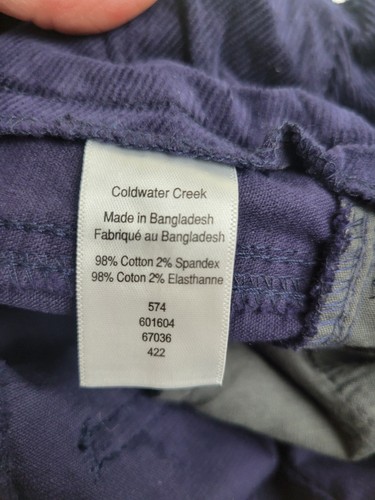 Coldwater Creek
Made in Bangladesh
Fabriqué au Bangladesh
98% Cotton 2% Spandex
98% Coton 2% Elasthanne
574
601604
67036
422